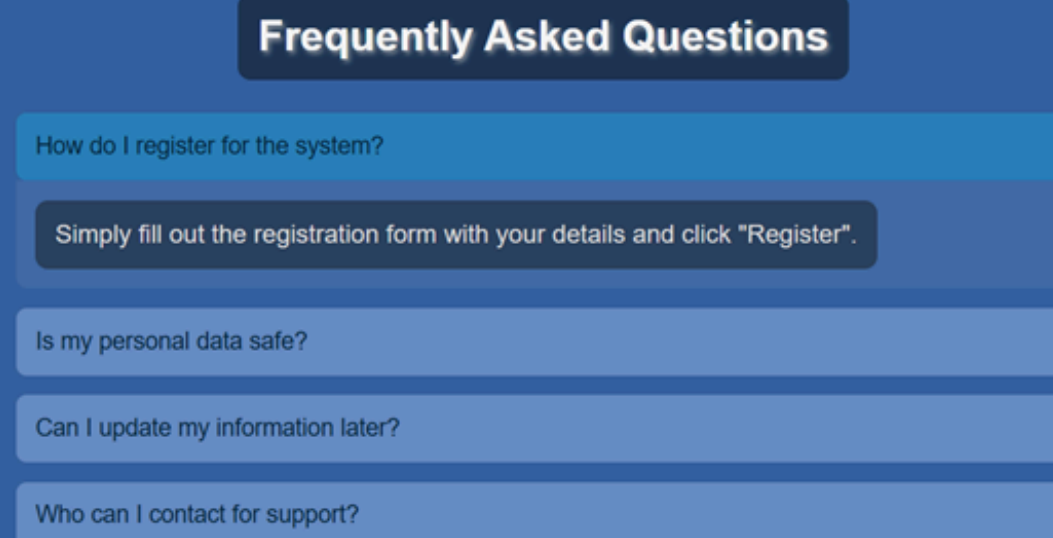 Frequently Asked Questions
How do I register for the system?
Simply fill out the registration form with your details and click "Register".
Is my personal data safe?
Can I update my information later?
Who can I contact for support?